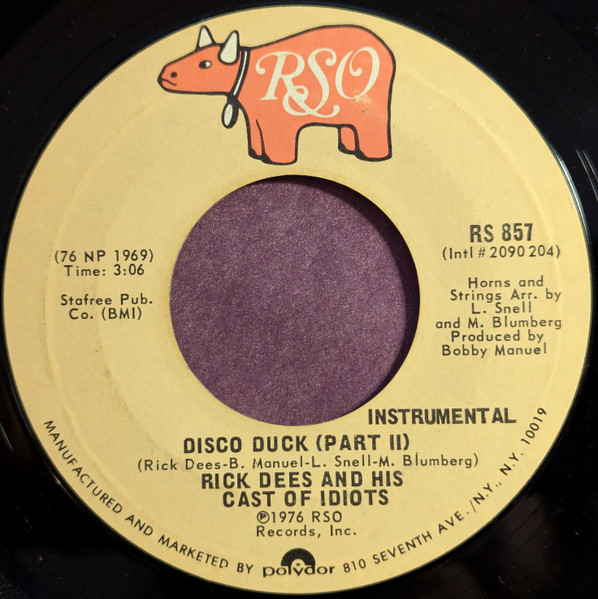 RSO
RS 857
(Intl # 2090 204)
(76 NP 1969)
Time: 3:06
Stafree Pub.
Co. (BMI)
Horns and
Strings Arr. by
L. Snell
and M. Blumberg
Produced by
Bobby Manuel
INSTRUMENTAL
DISCO DUCK (PART II)
(Rick Dees-B. Manuel-L. Snell-M. Blumberg)
RICK DEES AND HIS
CAST OF IDIOTS
℗1976 RSO
Records, Inc.
MANUFACTURED AND MARKETED BY polydor 810 SEVENTH AVE./N.Y., N.Y. 10019